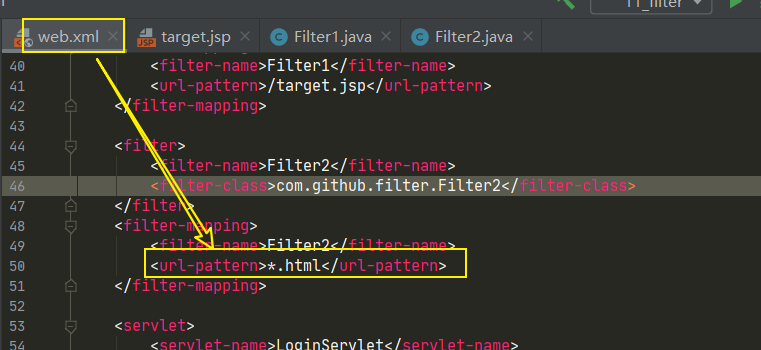 11_filter
web.xml target.jsp Filter1.java Filter2.java
40 <filter-name>Filter1</filter-name>
41 <url-pattern>/target.jsp</url-pattern>
42 </filter-mapping>
43
44 <filter>
45 <filter-name>Filter2</filter-name>
46 <filter-class>com.github.filter.Filter2</filter-class>
47 </filter>
48 <filter-mapping>
49 <filter-name>Filter2</filter-name>
50 <url-pattern>*.html</url-pattern>
51 </filter-mapping>
52
53 <servlet>
54 <servlet-name>LoginServlet</servlet-name>